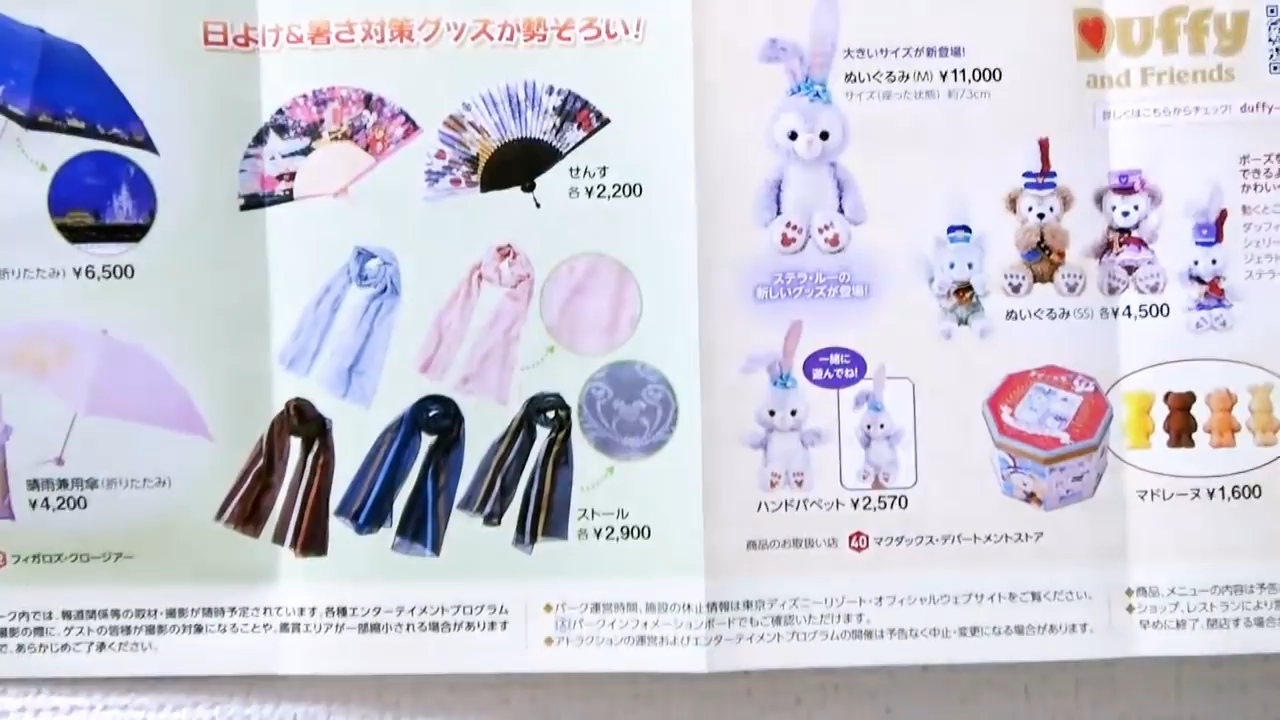 日よけ&暑さ対策グッズが勢ぞろい!
せんす
各¥2,200
折りたたみ) ¥6,500
晴雨兼用傘(折りたたみ)
¥4,200
ストール
各¥2,900
フィガロズ・クロージアー
ーク内では、報道関係等の取材・撮影が随時予定されています。各種エンターテイメントプログラム
撮影の際に、ゲストの皆様が撮影の対象になることや、鑑賞エリアが一部縮小される場合があります
で、あらかじめご了承ください。
大きいサイズが新登場!
ぬいぐるみ(M) ¥11,000
サイズ(座った状態) 約73cm
ステラ・ルーの
新しいグッズが登場!
Duffy
and Friends
詳しくはこちらからチェック! duffy-
ポーズを
できるよ
かわい
動くとこ
ダッフィ
シェリー
ジェラト
ステラ
ぬいぐるみ(SS) 各¥4,500
一緒に
遊んでね!
ハンドパペット ¥2,570
マドレーヌ ¥1,600
商品のお取扱い店 40 マクダックス・デパートメントストア
◆パーク運営時間、施設の休止情報は東京ディズニーリゾート・オフィシャルウェブサイトをご覧ください。
パークインフォメーションボードでもご確認いただけます。
◆アトラクションの運営およびエンターテイメントプログラムの開催は予告なく中止・変更になる場合があります。
◆商品、メニューの内容は予告
◆ショップ、レストランにより
早めに終了、閉店する場合